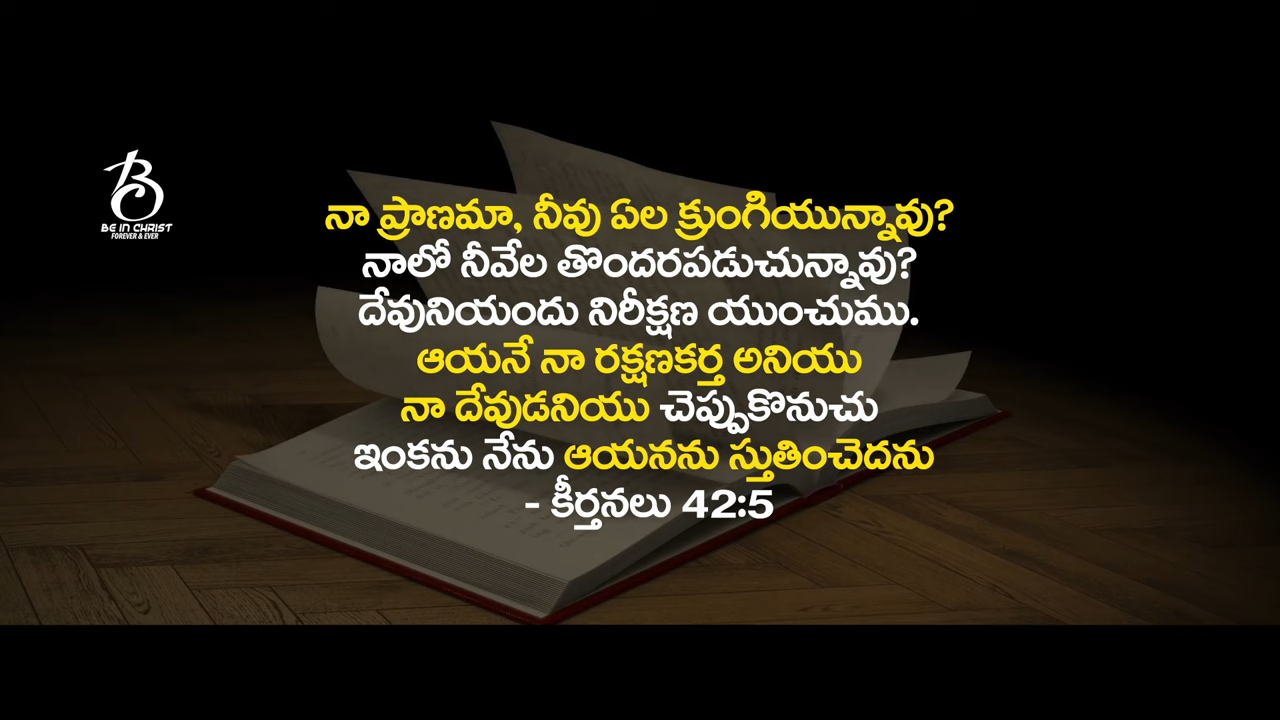 BE IN CHRIST
FOREVER & EVER
నా ప్రాణమా, నీవు ఏల క్రుంగియున్నావు?
నాలో నీవేల తొందరపడుచున్నావు?
దేవునియందు నిరీక్షణ యుంచుము.
ఆయనే నా రక్షణకర్త అనియు
నా దేవుడనియు చెప్పుకొనుచు
ఇంకను నేను ఆయనను స్తుతించెదను
- కీర్తనలు 42:5